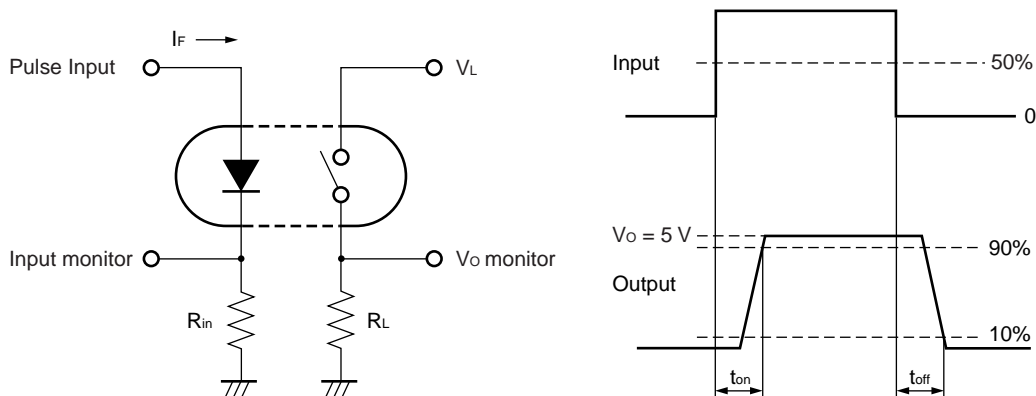 IF
Pulse Input
VL
Input monitor
VO monitor
Rin
RL
Input
50%
0
VO = 5 V
90%
Output
10%
ton
toff